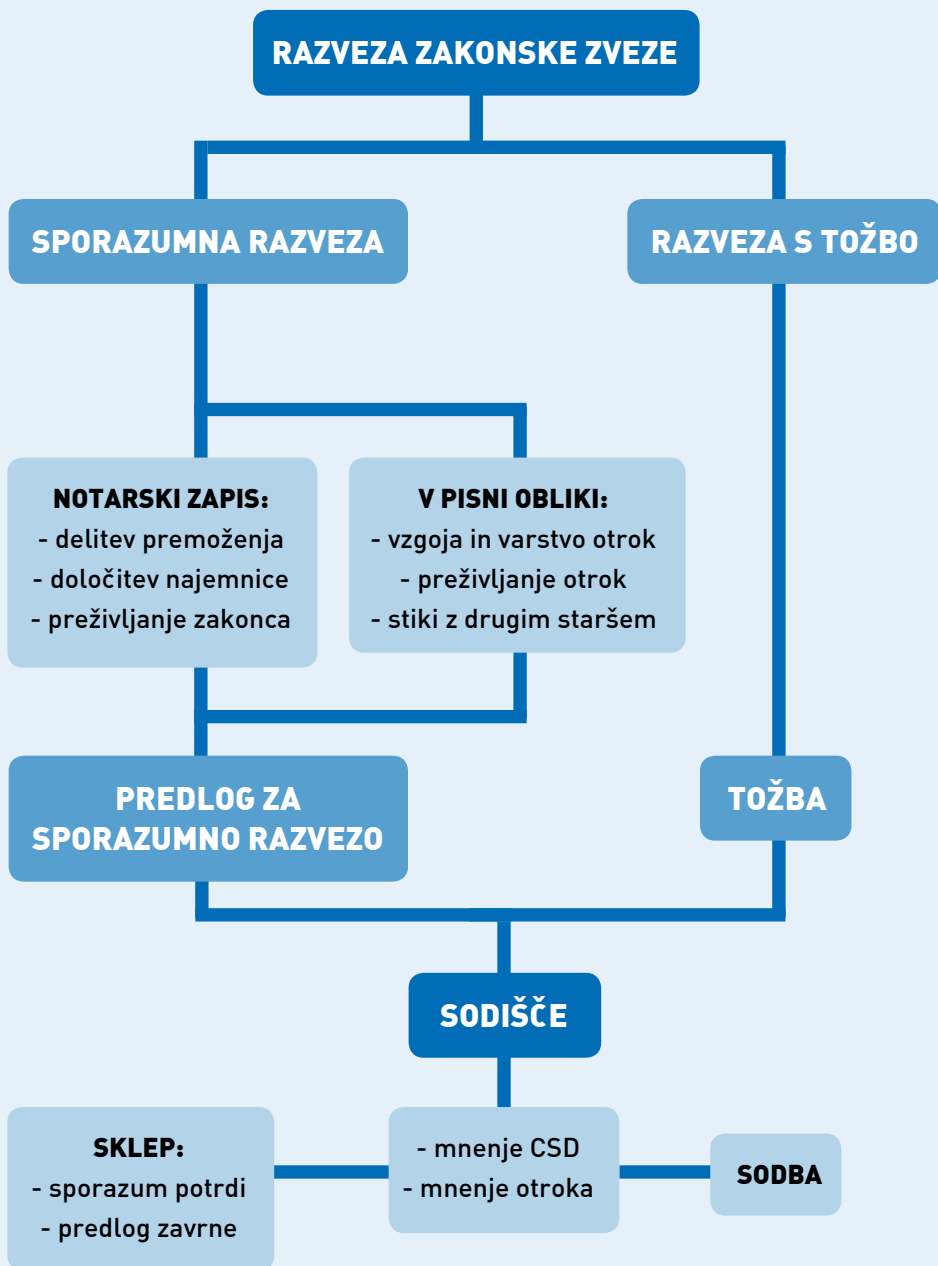 RAZVEZA ZAKONSKE ZVEZE
SPORAZUMNA RAZVEZA
RAZVEZA S TOŽBO
NOTARSKI ZAPIS:
- delitev premoženja
- določitev najemnice
- preživljanje zakonca
V PISNI OBLIKI:
- vzgoja in varstvo otrok
- preživljanje otrok
- stiki z drugim staršem
PREDLOG ZA
SPORAZUMNO RAZVEZO
TOŽBA
SODIŠČE
SKLEP:
- sporazum potrdi
- predlog zavrne
- mnenje CSD
- mnenje otroka
SODBA